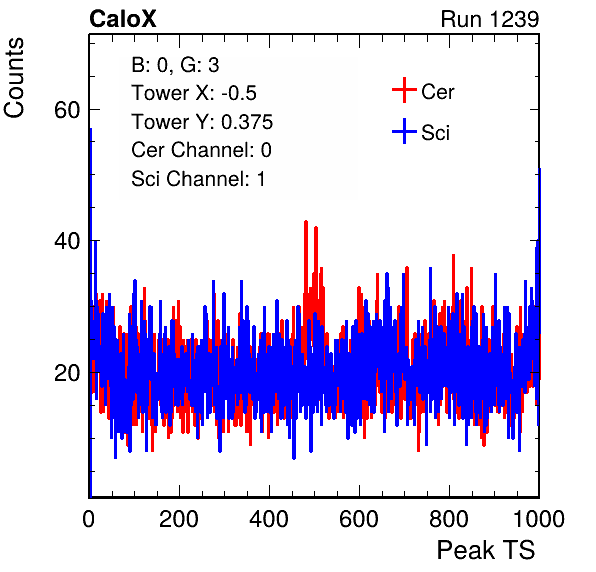 CaloX Run 1239
Counts
B: 0, G: 3
Tower X: -0.5
Tower Y: 0.375
Cer Channel: 0
Sci Channel: 1
Cer
Sci
60
40
20
0 200 400 600 800 1000
Peak TS